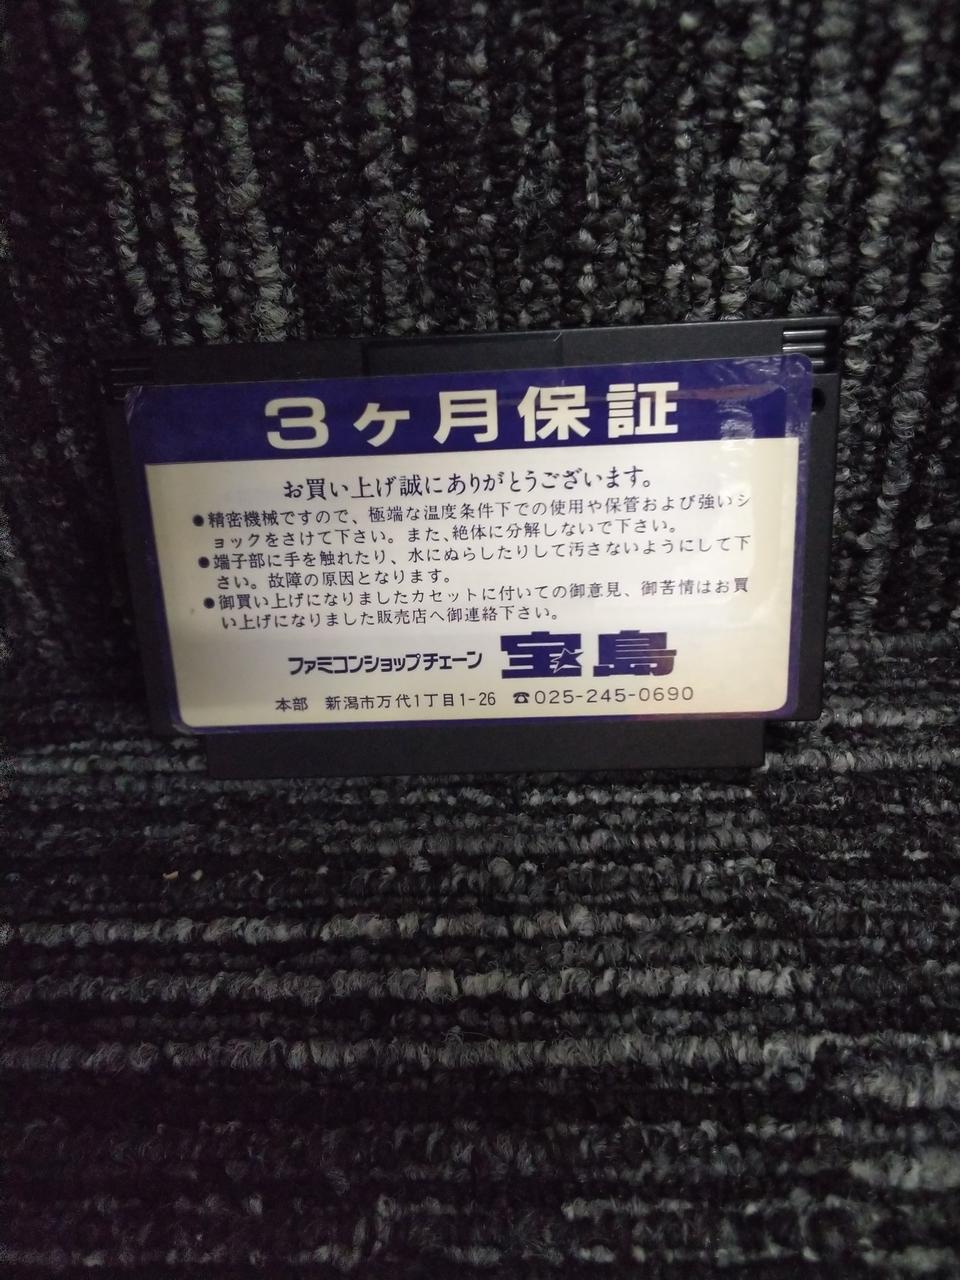 3ヶ月保証
お買い上げ誠にありがとうございます。
●精密機械ですので、極端な温度条件下での使用や保管および強いシ
ョックをさけて下さい。また、絶体に分解しないで下さい。
●端子部に手を触れたり、水にぬらしたりして汚さないようにして下
さい。故障の原因となります。
●御買い上げになりましたカセットに付いての御意見、御苦情はお買
い上げになりました販売店へ御連絡下さい。
ファミコンショップチェーン 宝島
本部 新潟市万代1丁目1-26 ☎025-245-0690